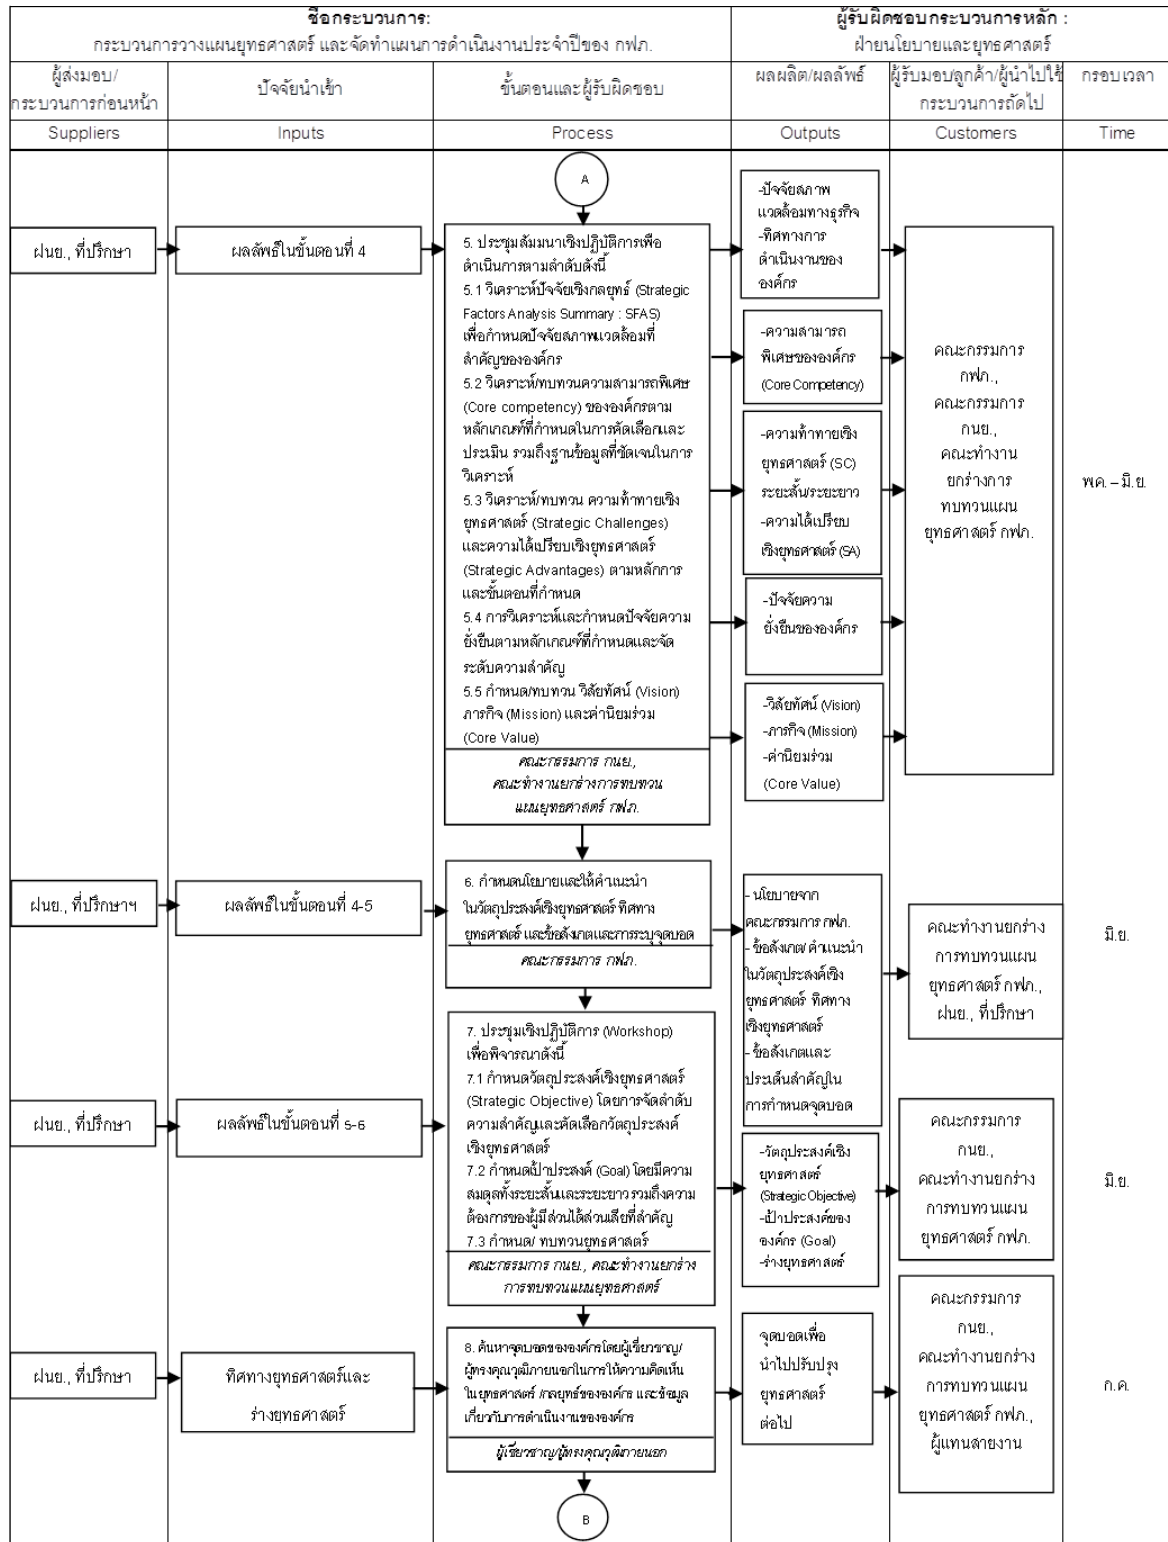 ชื่อกระบวนการ:
กระบวนการวางแผนยุทธศาสตร์ และจัดทำแผนการดำเนินงานประจำปีของ กฟภ.
ผู้รับผิดชอบกระบวนการหลัก :
ฝ่ายนโยบายและยุทธศาสตร์
ผู้ส่งมอบ/
กระบวนการก่อนหน้า
ปัจจัยนำเข้า
ขั้นตอนและผู้รับผิดชอบ
ผลผลิต/ผลลัพธ์
ผู้รับมอบ/ลูกค้า/ผู้นำไปใช้
กระบวนการถัดไป
กรอบเวลา
Suppliers
Inputs
Process
Outputs
Customers
Time
A
ฝนย., ที่ปรึกษา
ผลลัพธ์ในขั้นตอนที่ 4
5. ประชุมสัมมนาเชิงปฏิบัติการเพื่อ
ดำเนินการตามลำดับดังนี้
5.1 วิเคราะห์ปัจจัยเชิงกลยุทธ์ (Strategic
Factors Analysis Summary : SFAS)
เพื่อกำหนดปัจจัยสภาพแวดล้อมที่
สำคัญขององค์กร
5.2 วิเคราะห์/ทบทวนความสามารถพิเศษ
(Core competency) ขององค์กรตาม
หลักเกณฑ์ที่กำหนดในการคัดเลือกและ
ประเมิน รวมถึงฐานข้อมูลที่ชัดเจนในการ
วิเคราะห์
5.3 วิเคราะห์/ทบทวน ความท้าทายเชิง
ยุทธศาสตร์ (Strategic Challenges)
และความได้เปรียบเชิงยุทธศาสตร์
(Strategic Advantages) ตามหลักการ
และขั้นตอนที่กำหนด
5.4 การวิเคราะห์และกำหนดปัจจัยความ
ยั่งยืนตามหลักเกณฑ์ที่กำหนดและจัด
ระดับความสำคัญ
5.5 กำหนด/ทบทวน วิสัยทัศน์ (Vision)
ภารกิจ (Mission) และค่านิยมร่วม
(Core Value)
คณะกรรมการ กนย.,
คณะทำงานยกร่างการทบทวน
แผนยุทธศาสตร์ กฟภ.
-ปัจจัยสภาพ
แวดล้อมทางธุรกิจ
-ทิศทางการ
ดำเนินงานของ
องค์กร
-ความสามารถ
พิเศษขององค์กร
(Core Competency)
-ความท้าทายเชิง
ยุทธศาสตร์ (SC)
ระยะสั้น/ระยะยาว
-ความได้เปรียบ
เชิงยุทธศาสตร์ (SA)
-ปัจจัยความ
ยั่งยืนขององค์กร
-วิสัยทัศน์ (Vision)
-ภารกิจ (Mission)
-ค่านิยมร่วม
(Core Value)
คณะกรรมการ
กฟภ.,
คณะกรรมการ
กนย.,
คณะทำงาน
ยกร่างการ
ทบทวนแผน
ยุทธศาสตร์ กฟภ.
พค. – มิ.ย.
ฝนย., ที่ปรึกษาฯ
ผลลัพธ์ในขั้นตอนที่ 4-5
6. กำหนดนโยบายและให้คำแนะนำ
ในวัตถุประสงค์เชิงยุทธศาสตร์ ทิศทาง
ยุทธศาสตร์ และข้อสังเกตและการระบุจุดบอด
คณะกรรมการ กฟภ.
- นโยบายจาก
คณะกรรมการ กฟภ.
- ข้อสังเกต/ คำแนะนำ
ในวัตถุประสงค์เชิง
ยุทธศาสตร์ ทิศทาง
เชิงยุทธศาสตร์
- ข้อสังเกตและ
ประเด็นสำคัญใน
การกำหนดจุดบอด
คณะทำงานยกร่าง
การทบทวนแผน
ยุทธศาสตร์ กฟภ.,
ฝนย., ที่ปรึกษา
มิ.ย.
ฝนย., ที่ปรึกษา
ผลลัพธ์ในขั้นตอนที่ 5-6
7. ประชุมเชิงปฏิบัติการ (Workshop)
เพื่อพิจารณาดังนี้
7.1 กำหนดวัตถุประสงค์เชิงยุทธศาสตร์
(Strategic Objective) โดยการจัดลำดับ
ความสำคัญและคัดเลือกวัตถุประสงค์
เชิงยุทธศาสตร์
7.2 กำหนดเป้าประสงค์ (Goal) โดยมีความ
สมดุลทั้งระยะสั้นและระยะยาวรวมถึงความ
ต้องการของผู้มีส่วนได้ส่วนเสียที่สำคัญ
7.3 กำหนด/ ทบทวนยุทธศาสตร์
คณะกรรมการ กนย., คณะทำงานยกร่าง
การทบทวนแผนยุทธศาสตร์
-วัตถุประสงค์เชิง
ยุทธศาสตร์
(Strategic Objective)
-เป้าประสงค์ของ
องค์กร (Goal)
-ร่างยุทธศาสตร์
คณะกรรมการ
กนย.,
คณะทำงานยกร่าง
การทบทวนแผน
ยุทธศาสตร์ กฟภ.
มิ.ย.
ฝนย., ที่ปรึกษา
ทิศทางยุทธศาสตร์และ
ร่างยุทธศาสตร์
8. ค้นหาจุดบอดขององค์กรโดยผู้เชี่ยวชาญ/
ผู้ทรงคุณวุฒิภายนอกในการให้ความคิดเห็น
ในยุทธศาสตร์ /กลยุทธ์ขององค์กร และข้อมูล
เกี่ยวกับการดำเนินงานขององค์กร
ผู้เชี่ยวชาญ/ผู้ทรงคุณวุฒิภายนอก
จุดบอดเพื่อ
นำไปปรับปรุง
ยุทธศาสตร์
ต่อไป
คณะกรรมการ
กนย.,
คณะทำงานยกร่าง
การทบทวนแผน
ยุทธศาสตร์ กฟภ.,
ผู้แทนสายงาน
ก.ค.
B